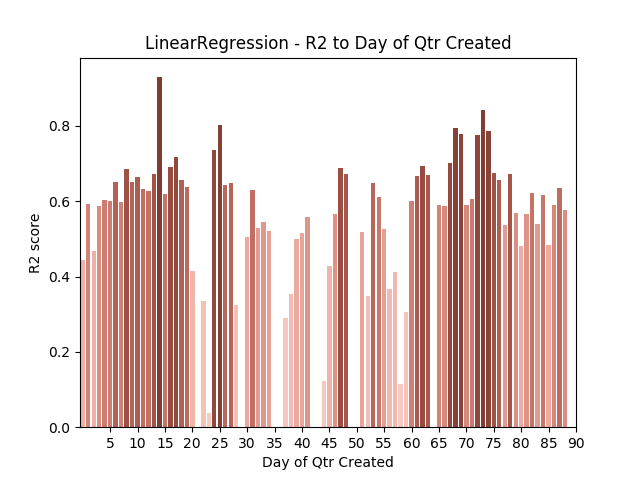 LinearRegression - R2 to Day of Qtr Created
R2 score
0.8
0.6
0.4
0.2
0.0
5 10 15 20 25 30 35 40 45 50 55 60 65 70 75 80 85 90
Day of Qtr Created